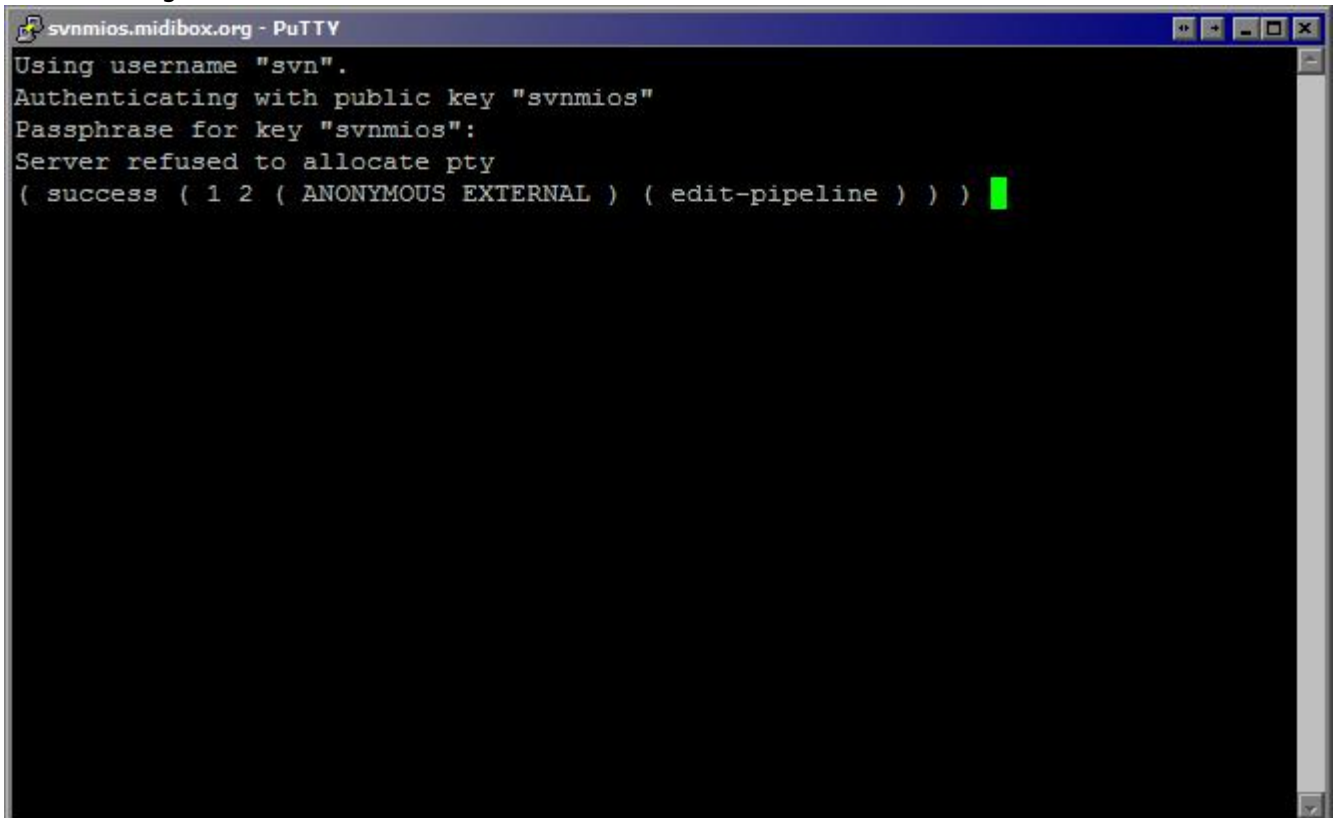 svnmios.midibox.org - PuTTY
Using username "svn".
Authenticating with public key "svnmios"
Passphrase for key "svnmios":
Server refused to allocate pty
( success ( 1 2 ( ANONYMOUS EXTERNAL ) ( edit-pipeline ) ) )